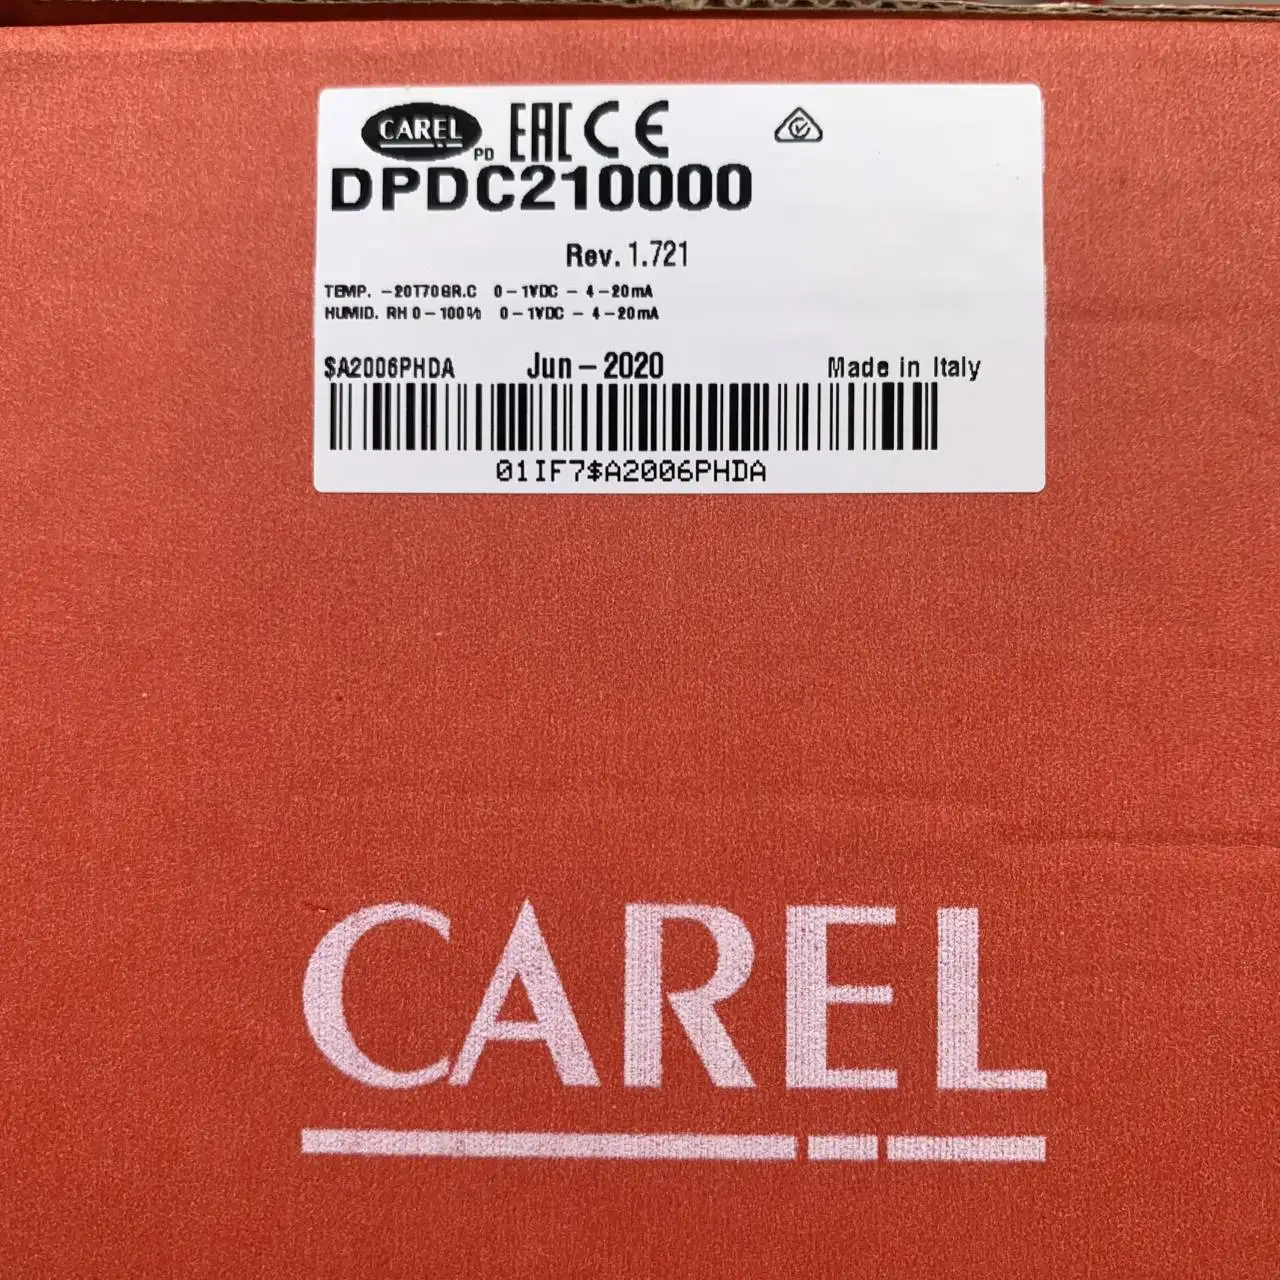 CAREL PD EAC CE
DPDC210000
Rev. 1.721
TEMP. -20T70GR.C 0-1VDC - 4-20mA
HUMID. RH 0-100% 0-1VDC - 4-20mA
$A2006PHDA Jun-2020 Made in Italy
01IF7$A2006PHDA
CAREL